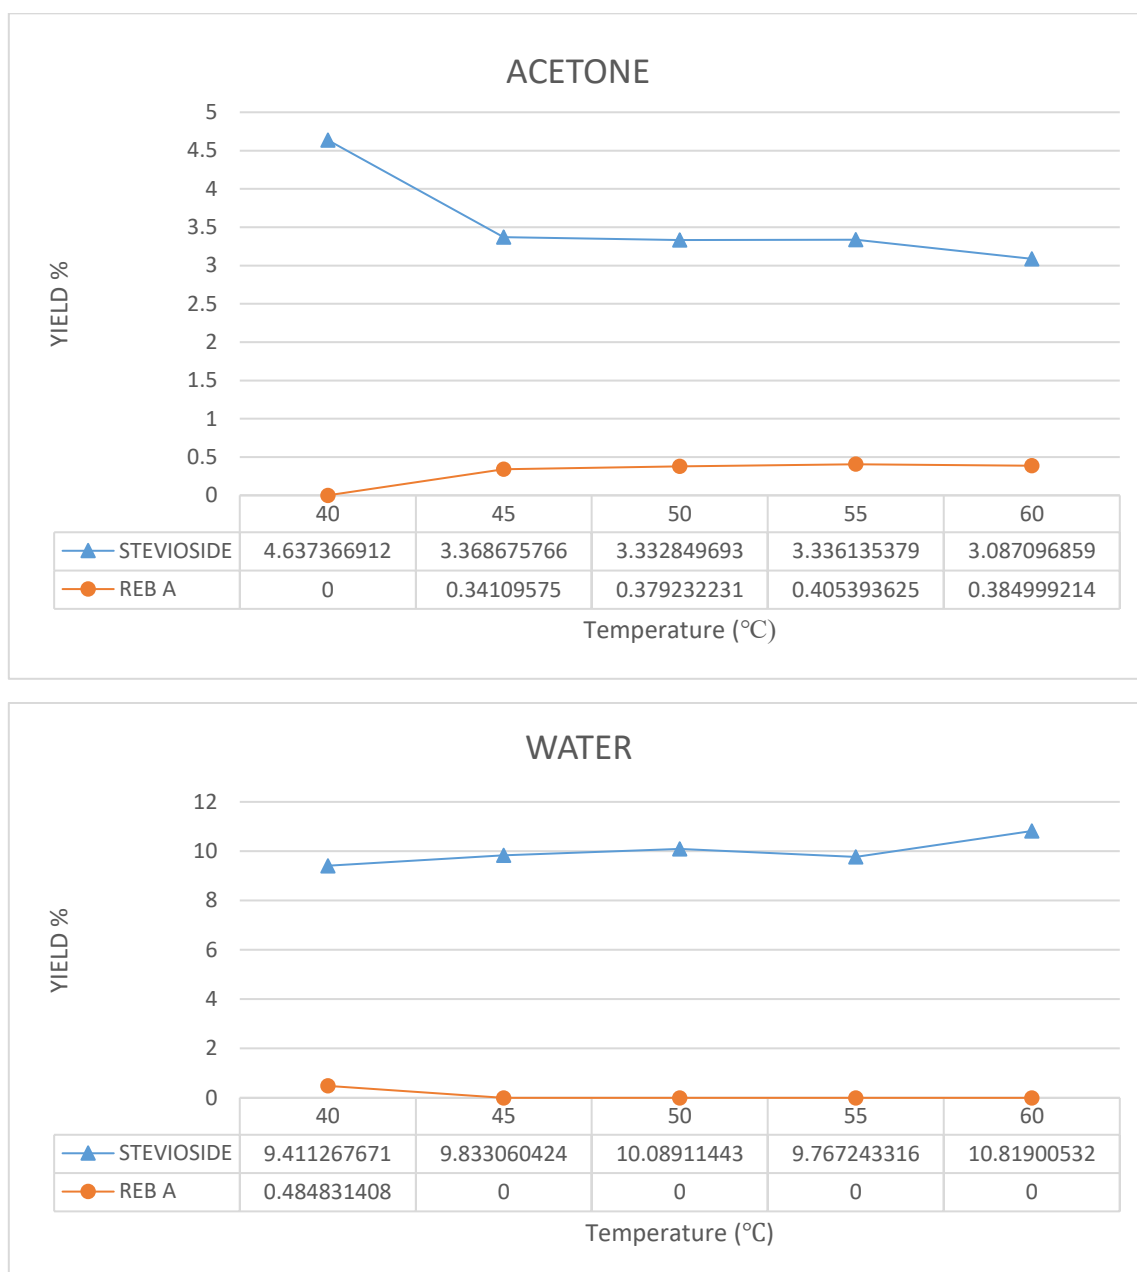 ACETONE
YIELD %
5
4.5
4
3.5
3
2.5
2
1.5
1
0.5
0
40 45 50 55 60
STEVIOSIDE 4.637366912 3.368675766 3.332849693 3.336135379 3.087096859
REB A 0 0.34109575 0.379232231 0.405393625 0.384999214
Temperature (℃)
WATER
YIELD %
12
10
8
6
4
2
0
40 45 50 55 60
STEVIOSIDE 9.411267671 9.833060424 10.08911443 9.767243316 10.81900532
REB A 0.484831408 0 0 0 0
Temperature (℃)